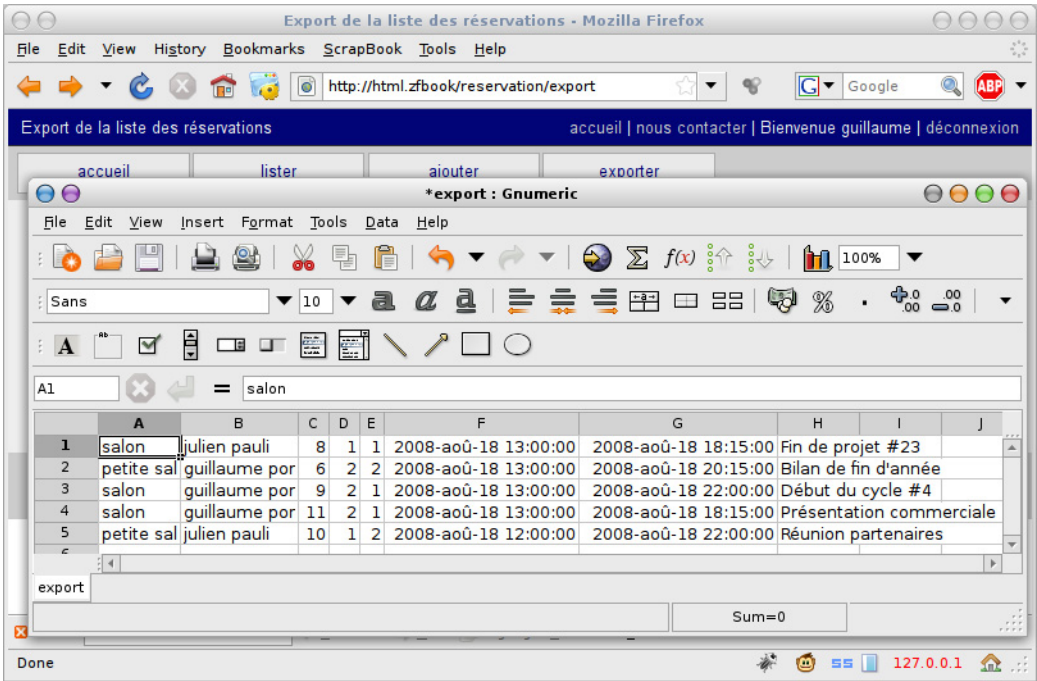 Export de la liste des réservations - Mozilla Firefox
File Edit View History Bookmarks ScrapBook Tools Help
http://html.zfbook/reservation/export G Google ABP
Export de la liste des réservations accueil | nous contacter | Bienvenue guillaume | déconnexion
accueil lister ajouter exporter
*export : Gnumeric
File Edit View Insert Format Tools Data Help
f(x) 100%
Sans 10 a a a % .0 .00 .00 .0
A ab
A1 = salon
A B C D E F G H I J
1 salon julien pauli 8 1 1 2008-aoû-18 13:00:00 2008-aoû-18 18:15:00 Fin de projet #23
2 petite sal guillaume por 6 2 2 2008-aoû-18 13:00:00 2008-aoû-18 20:15:00 Bilan de fin d'année
3 salon guillaume por 9 2 1 2008-aoû-18 13:00:00 2008-aoû-18 22:00:00 Début du cycle #4
4 salon guillaume por 11 2 1 2008-aoû-18 13:00:00 2008-aoû-18 18:15:00 Présentation commerciale
5 petite sal julien pauli 10 1 2 2008-aoû-18 12:00:00 2008-aoû-18 22:00:00 Réunion partenaires
6
export
Sum=0
Done 127.0.0.1